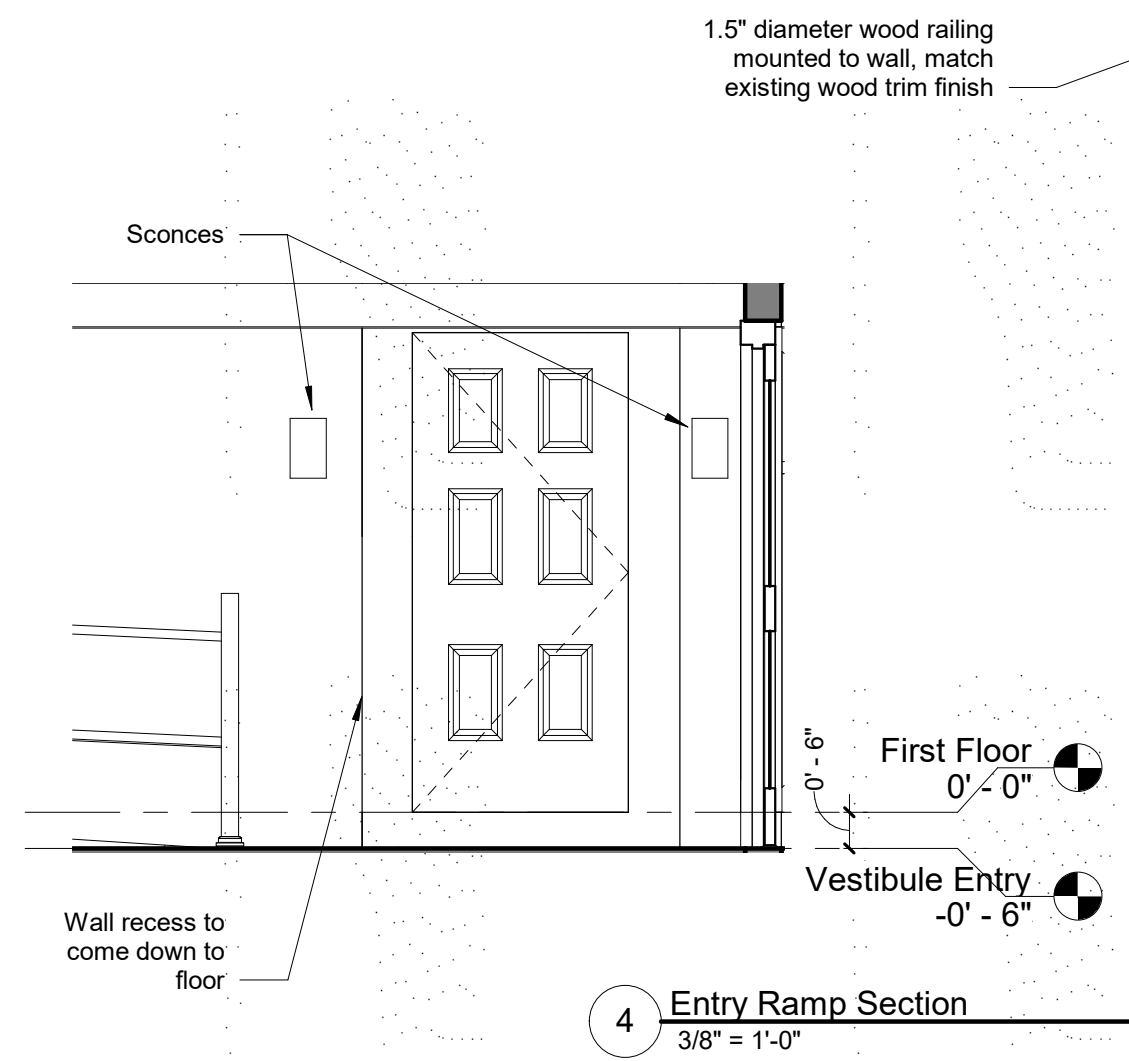 1.5" diameter wood railing
mounted to wall, match
existing wood trim finish
Sconces
0' - 6"
First Floor
0' - 0"
Vestibule Entry
-0' - 6"
Wall recess to
come down to
floor
4
Entry Ramp Section
3/8" = 1'-0"